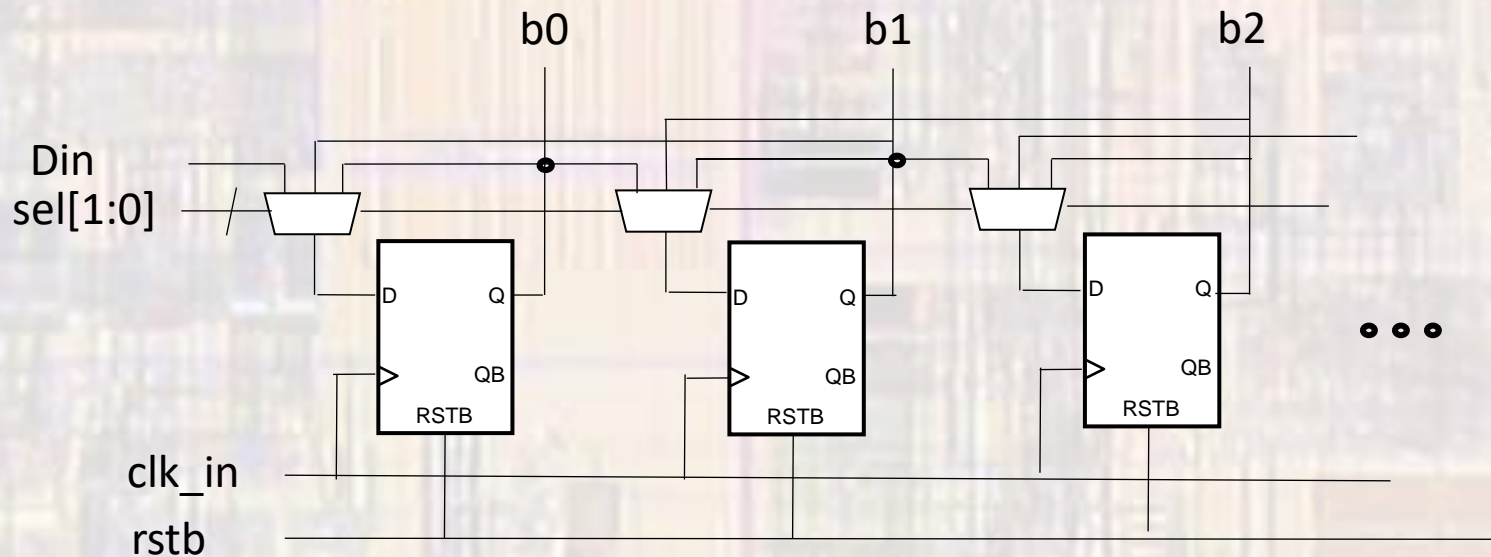 b0 b1 b2
Din
sel[1:0]
D Q D Q D Q
QB QB QB
RSTB RSTB RSTB
clk_in
rstb